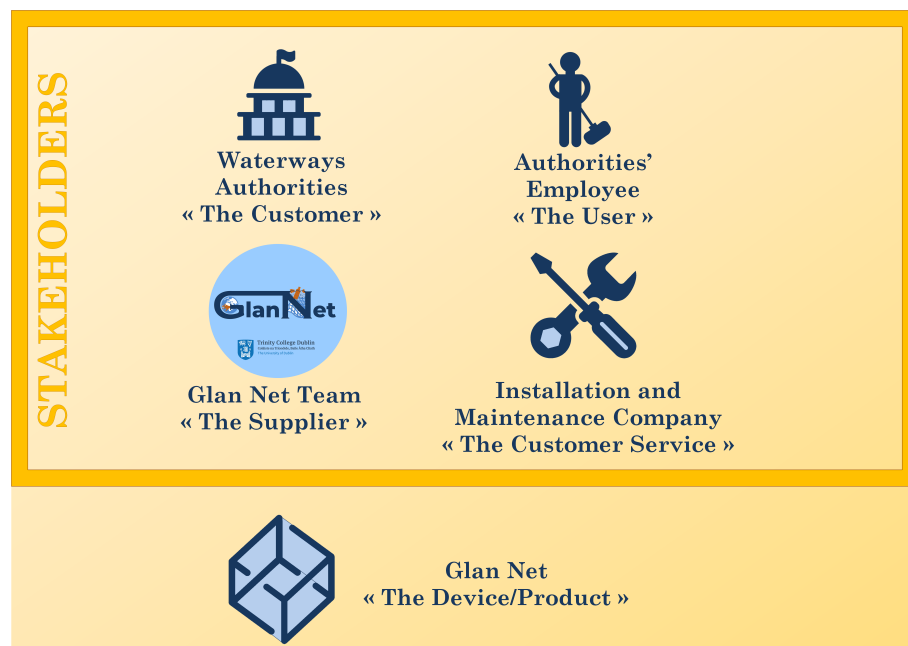 STAKEHOLDERS
Waterways
Authorities
« The Customer »
Authorities’
Employee
« The User »
GlanNet
Trinity College Dublin
Glan Net Team
« The Supplier »
Installation and
Maintenance Company
« The Customer Service »
Glan Net
« The Device/Product »